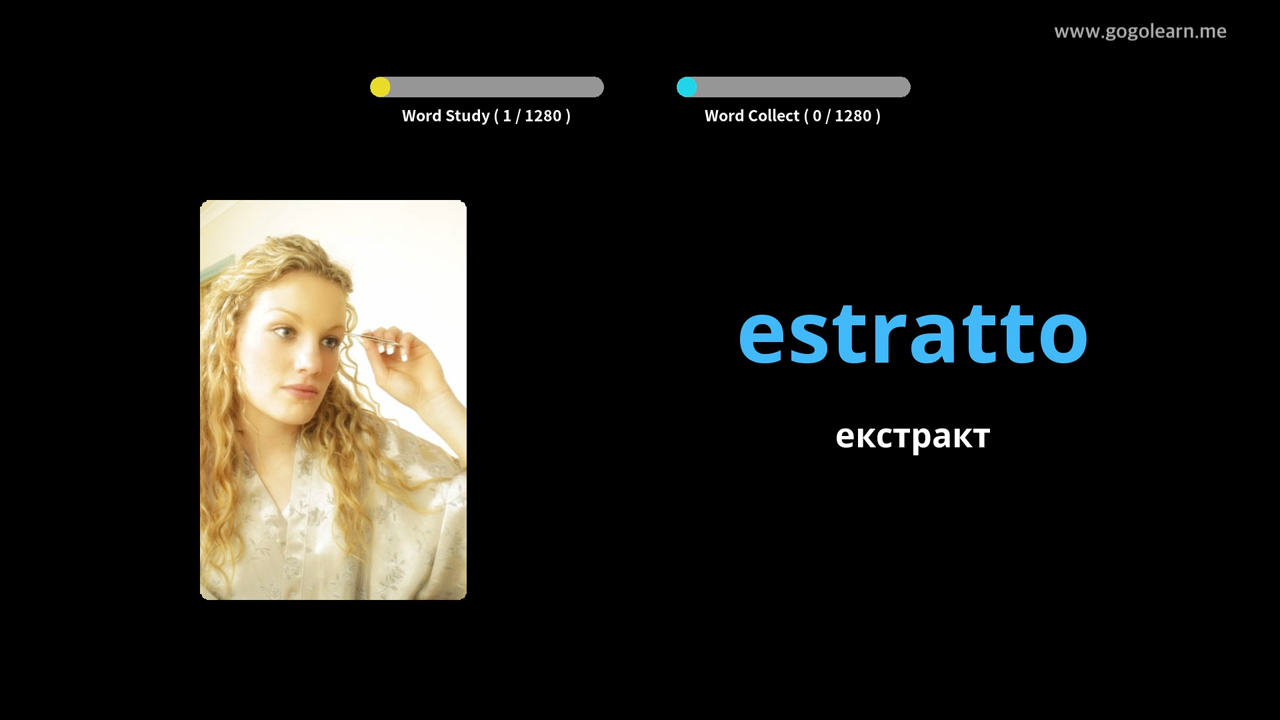 www.gogolearn.me
Word Study ( 1 / 1280 )
Word Collect ( 0 / 1280 )
estratto
екстракт